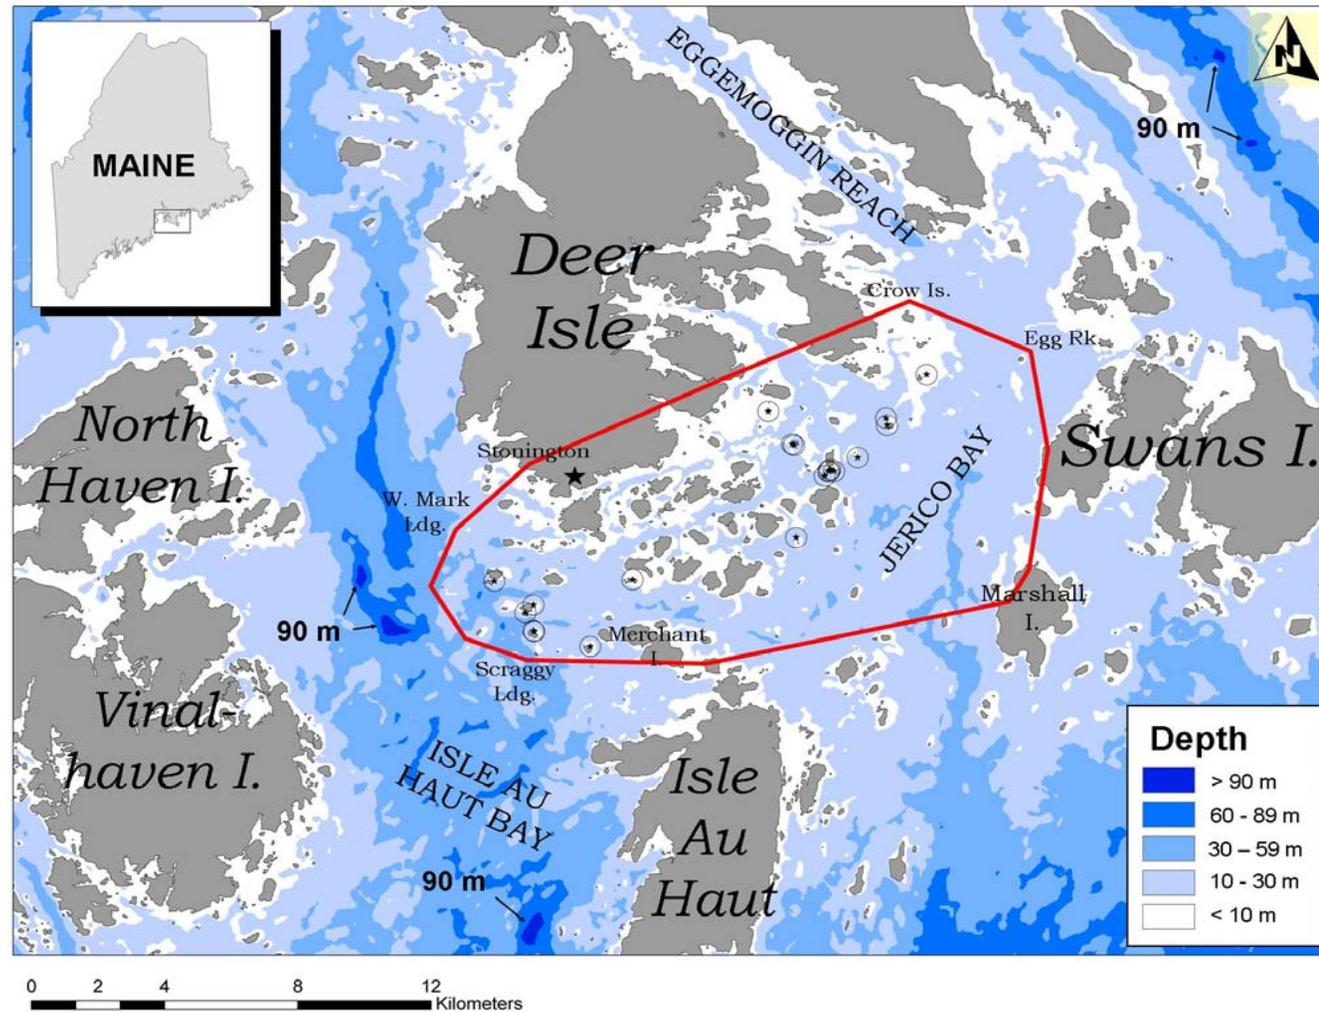 MAINE
EGGEMOGGIN REACH
N
90 m
Deer
Isle
Crow Is.
Egg Rk.
North
Haven I.
Stonington
W. Mark
Ldg.
JERICO BAY
Swans I.
90 m
Marshall
I.
Merchant
I.
Scraggy
Ldg.
Vinal-
haven I.
ISLE AU
HAUT BAY
Isle
Au
Haut
90 m
Depth
> 90 m
60 - 89 m
30 – 59 m
10 - 30 m
< 10 m
0 2 4 8 12
Kilometers